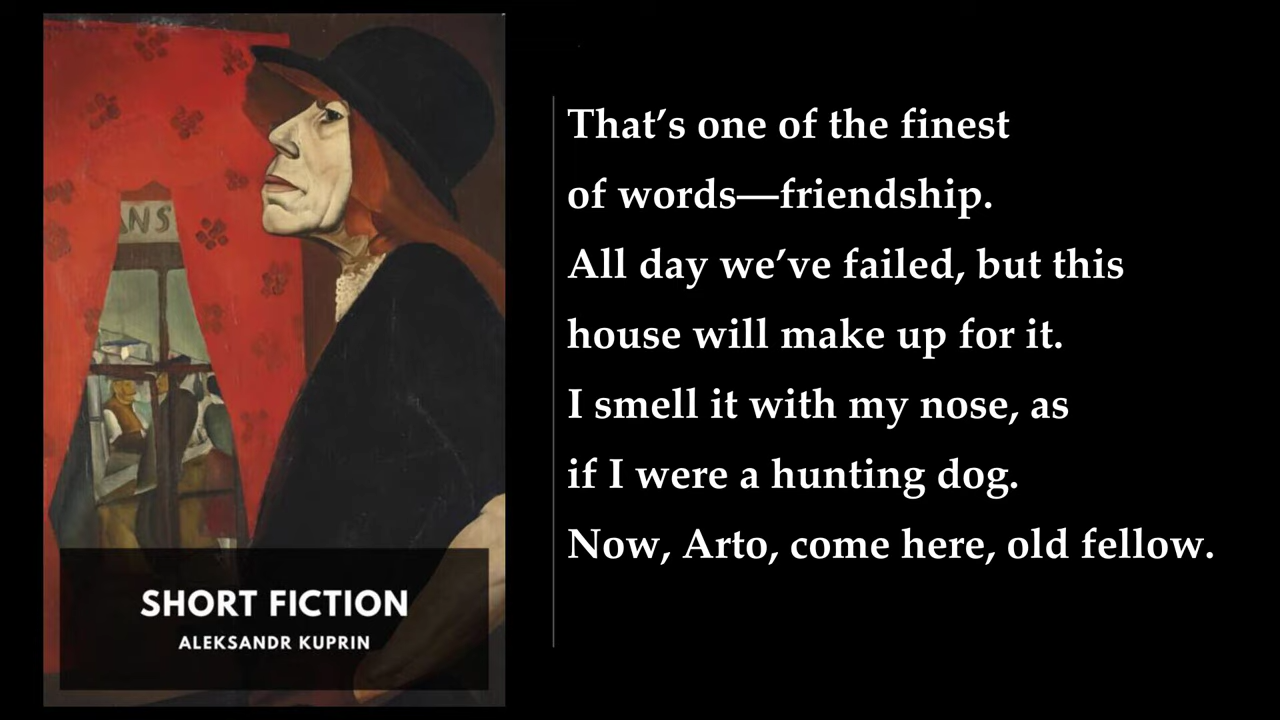 ANS
SHORT FICTION
ALEKSANDR KUPRIN
That’s one of the finest
of words—friendship.
All day we’ve failed, but this
house will make up for it.
I smell it with my nose, as
if I were a hunting dog.
Now, Arto, come here, old fellow.